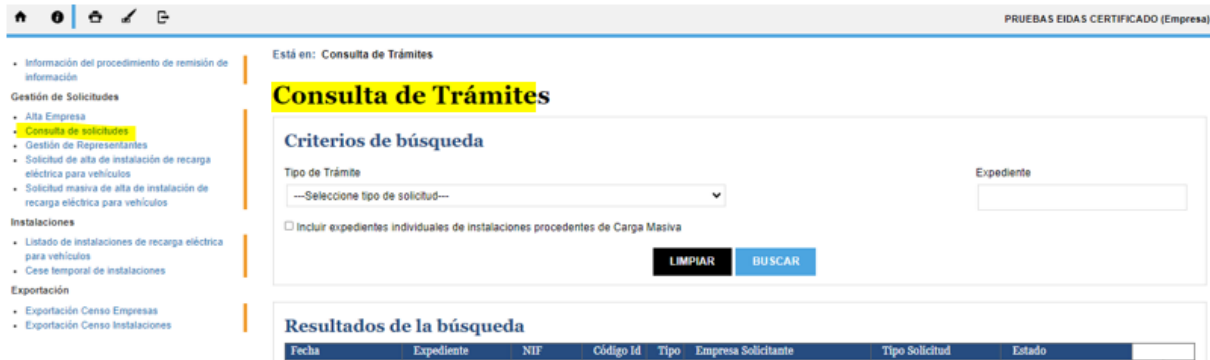 PRUEBAS EIDAS CERTIFICADO (Empresa)
Información del procedimiento de remisión de
información
Gestión de Solicitudes
Alta Empresa
Consulta de solicitudes
Gestión de Representantes
Solicitud de alta de instalación de recarga
eléctrica para vehículos
Solicitud masiva de alta de instalación de
recarga eléctrica para vehículos
Instalaciones
Listado de instalaciones de recarga eléctrica
para vehículos
Cese temporal de instalaciones
Exportación
Exportación Censo Empresas
Exportación Censo Instalaciones
Está en: Consulta de Trámites
Consulta de Trámites
Criterios de búsqueda
Tipo de Trámite
Expediente
---Seleccione tipo de solicitud---
Incluir expedientes individuales de instalaciones procedentes de Carga Masiva
LIMPIAR BUSCAR
Resultados de la búsqueda
Fecha Expediente NIF Código Id Tipo Empresa Solicitante Tipo Solicitud Estado